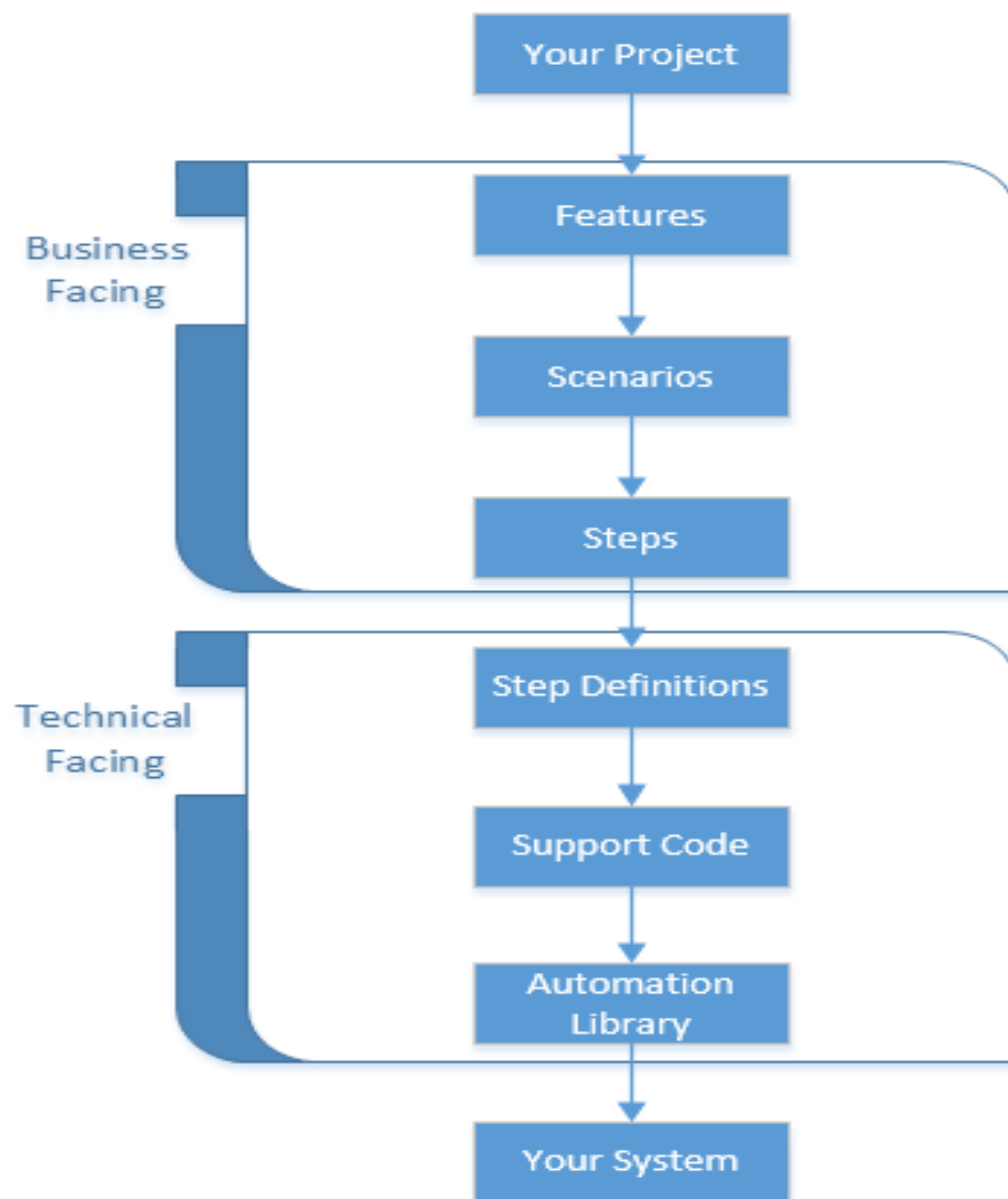 Your Project
Features
Business
Facing
Scenarios
Steps
Step Definitions
Technical
Facing
Support Code
Automation
Library
Your System